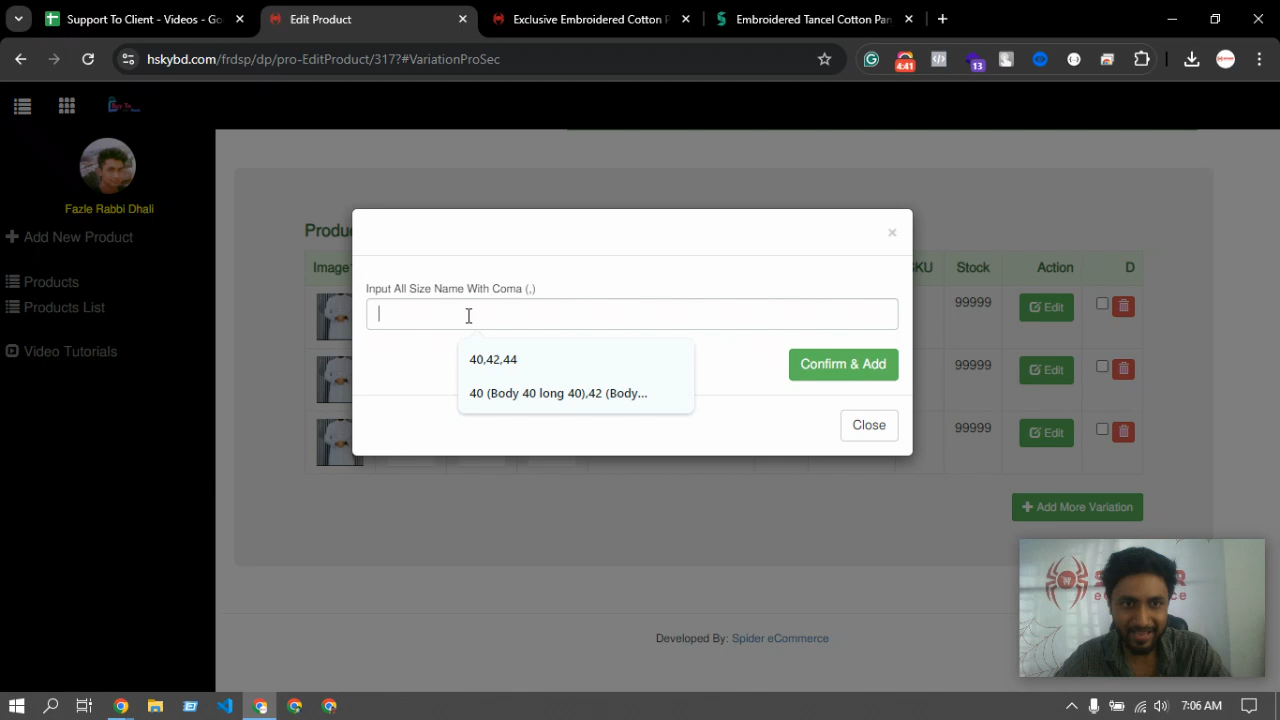 Support To Client - Videos - Go
Edit Product
Exclusive Embroidered Cotton P
Embroidered Tancel Cotton Pan
hskybd.com/frdsp/dp/pro-EditProduct/317?#VariationProSec
4:41
13
Fazle Rabbi Dhali
Add New Product
Products
Products List
Video Tutorials
Produ
Image
SKU
Stock
Action
D
99999
Edit
99999
Edit
99999
Edit
Input All Size Name With Coma (,)
40,42,44
40 (Body 40 long 40),42 (Body...
Confirm & Add
Close
Add More Variation
Developed By: Spider eCommerce
7:06 AM